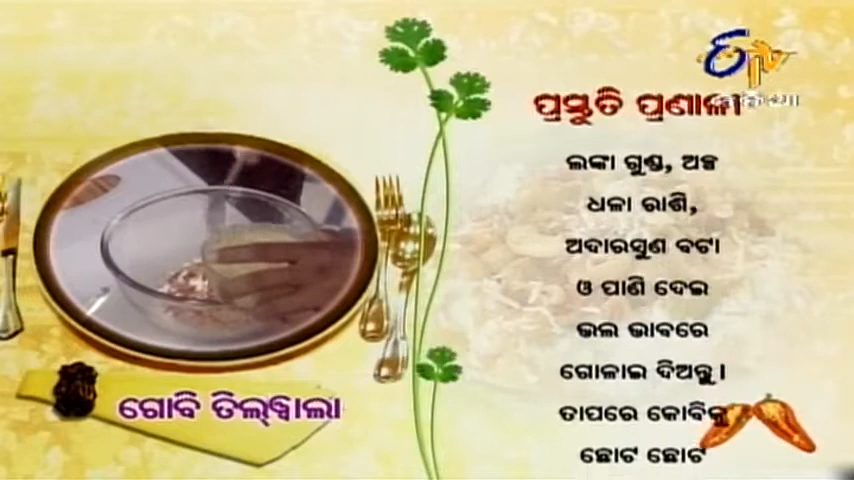 ପ୍ରସ୍ତୁତି ପ୍ରଣାଳୀ
ଲଙ୍କା ଗୁଣ୍ଡ, ଅଳ୍ପ
ଧଳା ରାଶି,
ଅଦାରସୁଣ ବଟା
ଓ ପାଣି ଦେଇ
ଭଲ ଭାବରେ
ଗୋଳାଇ ଦିଅନ୍ତୁ ।
ତାପରେ କୋବିକୁ
ଛୋଟ ଛୋଟ
ଗୋବି ତିଲ୍‌ୱାଲା